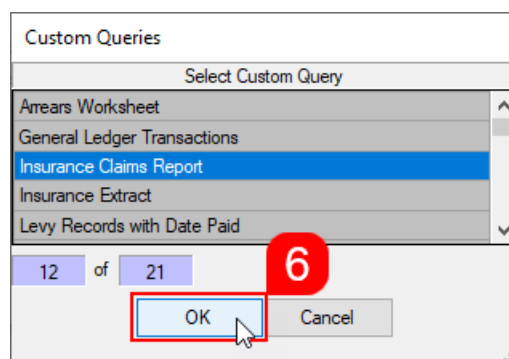 Custom Queries
Select Custom Query
Arrears Worksheet
General Ledger Transactions
Insurance Claims Report
Insurance Extract
Levy Records with Date Paid
12 of 21
6
OK Cancel